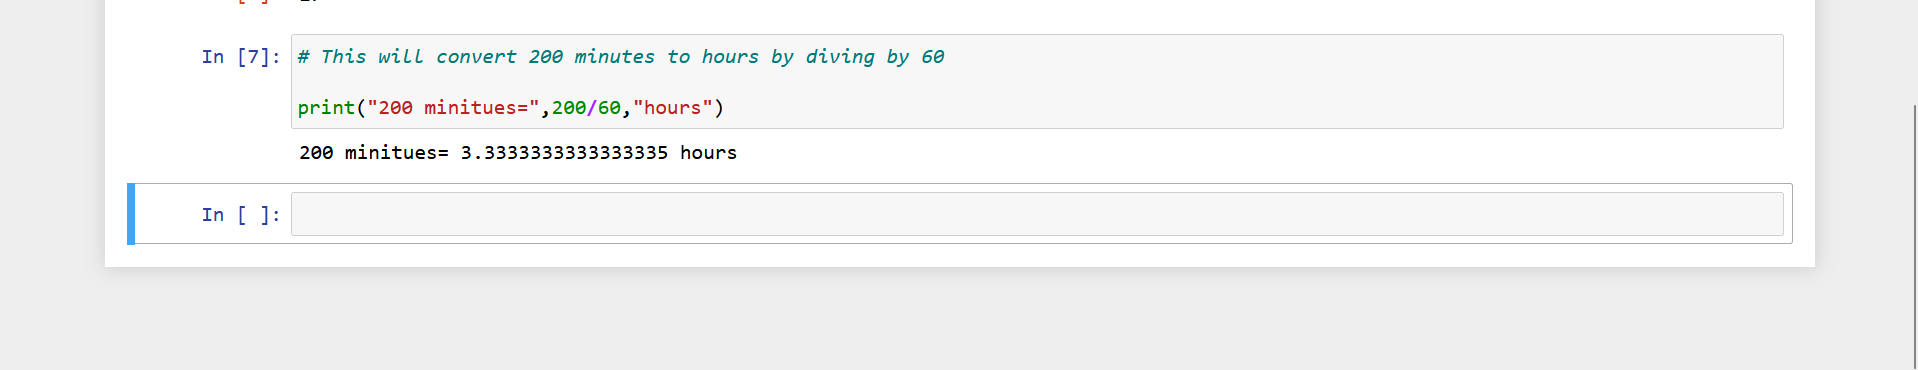 In [7]: # This will convert 200 minutes to hours by diving by 60
print("200 minitues=",200/60,"hours")
200 minitues= 3.3333333333333335 hours
In [ ]: